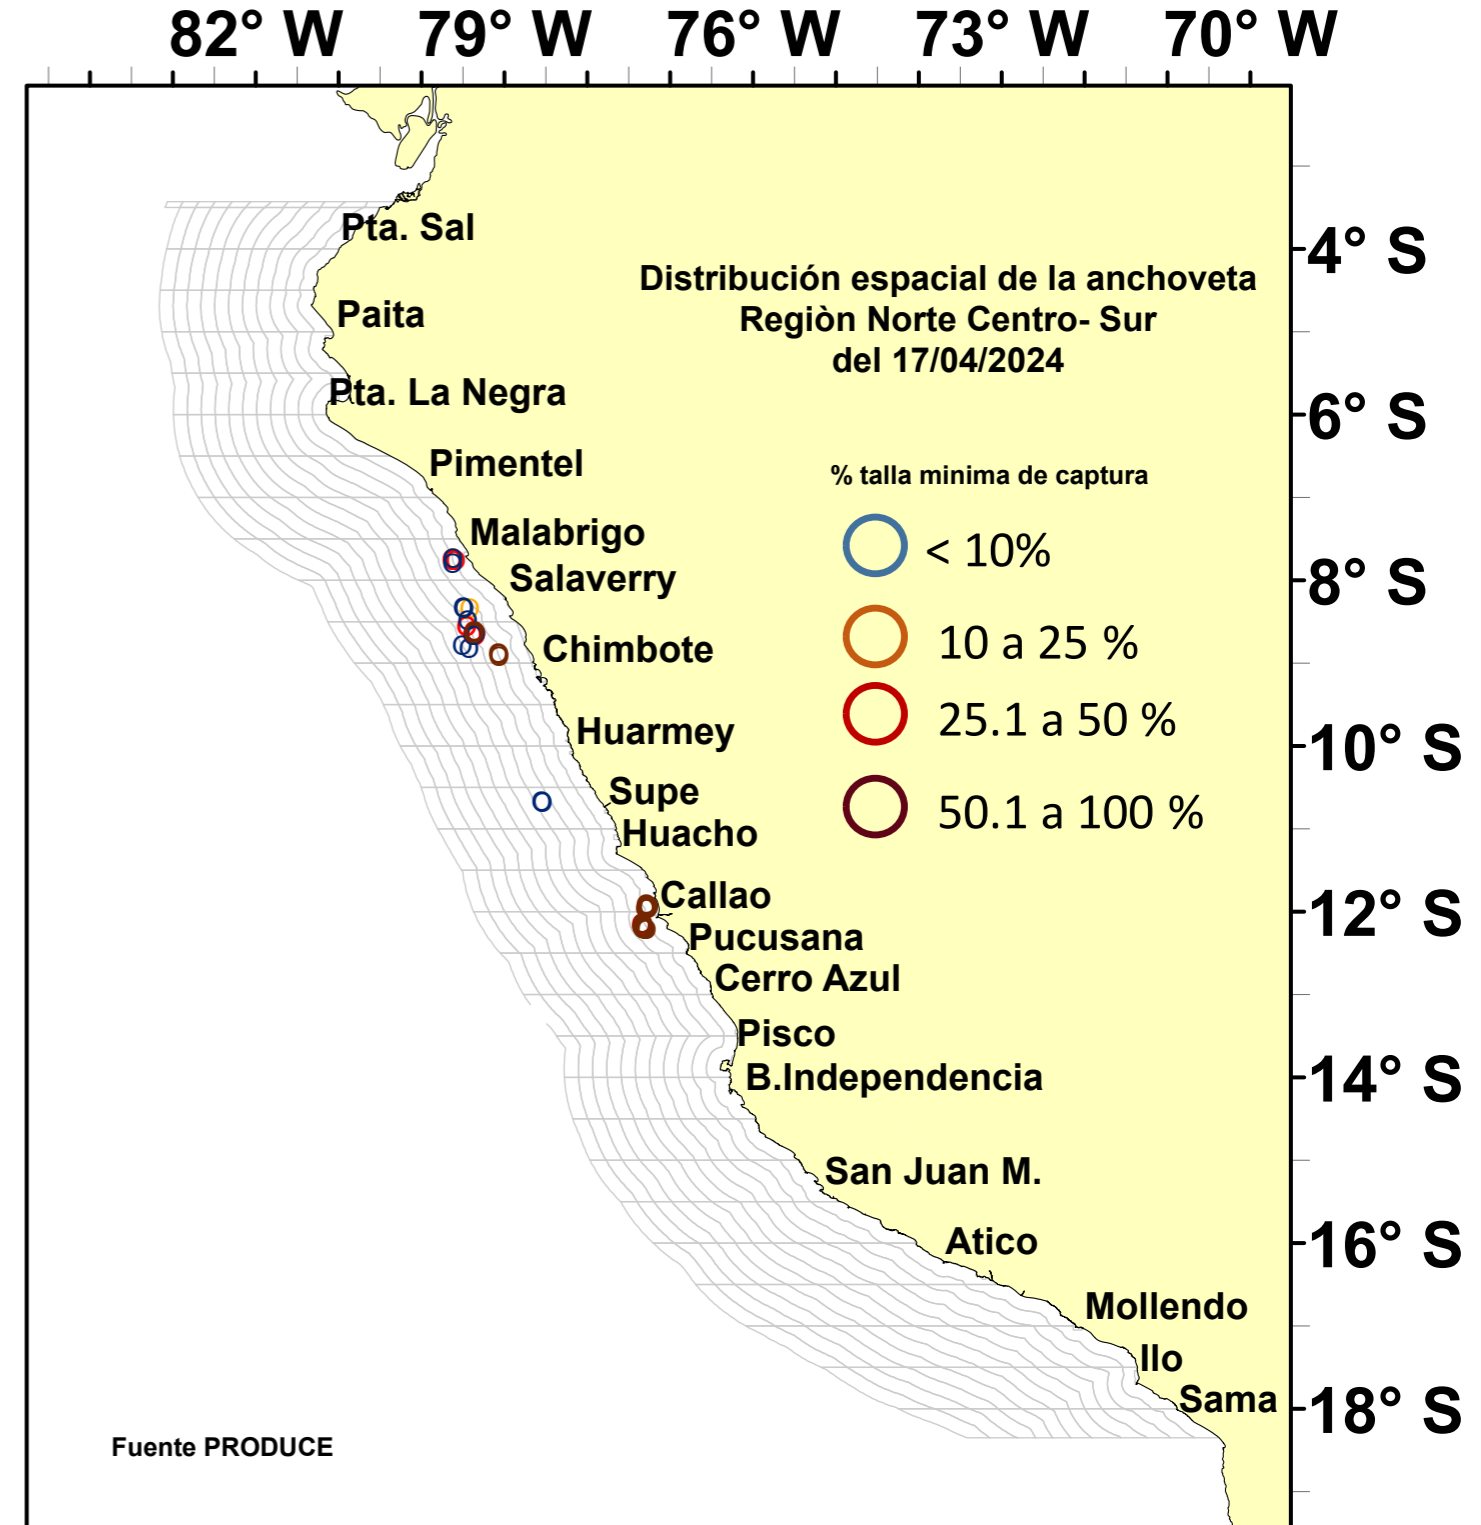 82° W 79° W 76° W 73° W 70° W
Pta. Sal
4° S
Distribución espacial de la anchoveta
Regiòn Norte Centro- Sur
del 17/04/2024
Paita
Pta. La Negra
6° S
Pimentel
% talla minima de captura
Malabrigo
< 10%
Salaverry
8° S
Chimbote
10 a 25 %
25.1 a 50 %
Huarmey
10° S
Supe
50.1 a 100 %
Huacho
Callao
12° S
Pucusana
Cerro Azul
Pisco
B.Independencia
14° S
San Juan M.
Atico
16° S
Mollendo
Ilo
Sama
18° S
Fuente PRODUCE